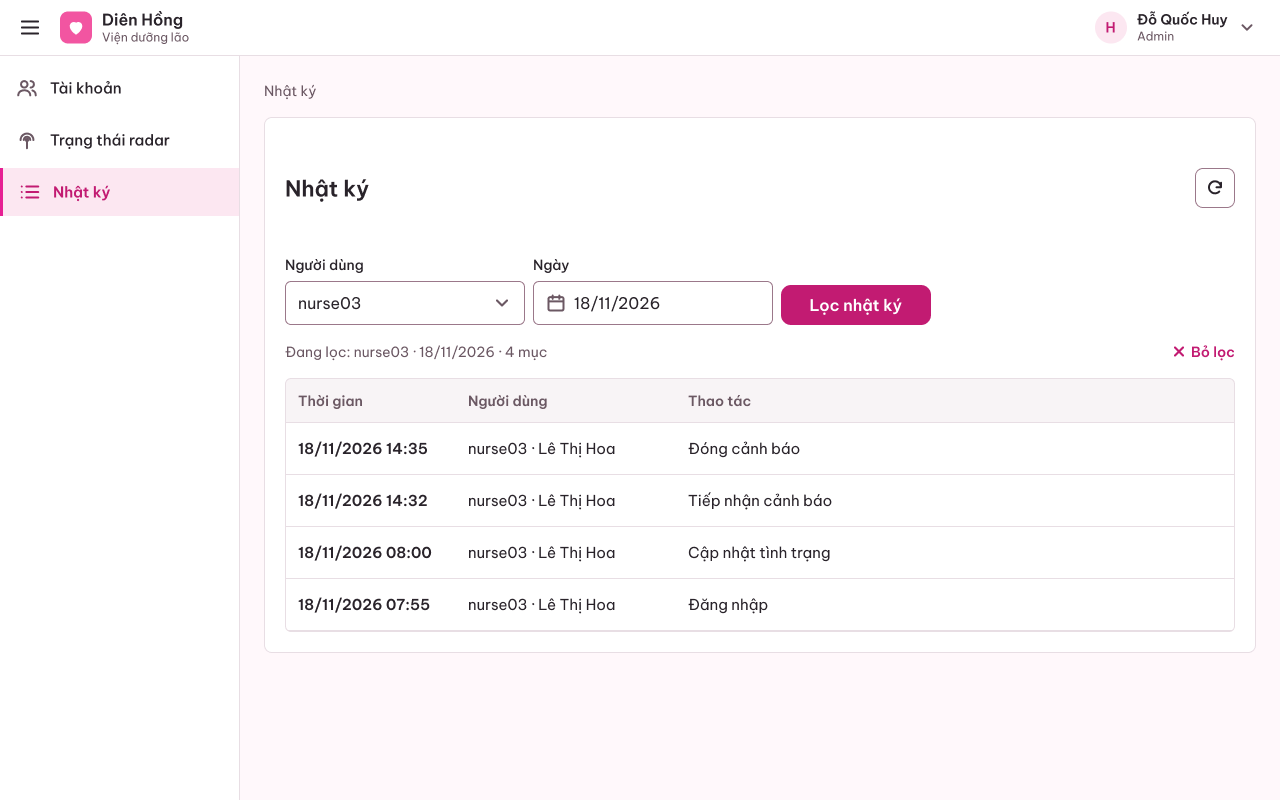 Diên Hồng
Viện dưỡng lão
H
Đỗ Quốc Huy
Admin
Tài khoản
Trạng thái radar
Nhật ký
Nhật ký
Nhật ký
Người dùng
Ngày
nurse03
18/11/2026
Lọc nhật ký
Đang lọc: nurse03 · 18/11/2026 · 4 mục
Bỏ lọc
Thời gian Người dùng Thao tác
18/11/2026 14:35 nurse03 · Lê Thị Hoa Đóng cảnh báo
18/11/2026 14:32 nurse03 · Lê Thị Hoa Tiếp nhận cảnh báo
18/11/2026 08:00 nurse03 · Lê Thị Hoa Cập nhật tình trạng
18/11/2026 07:55 nurse03 · Lê Thị Hoa Đăng nhập